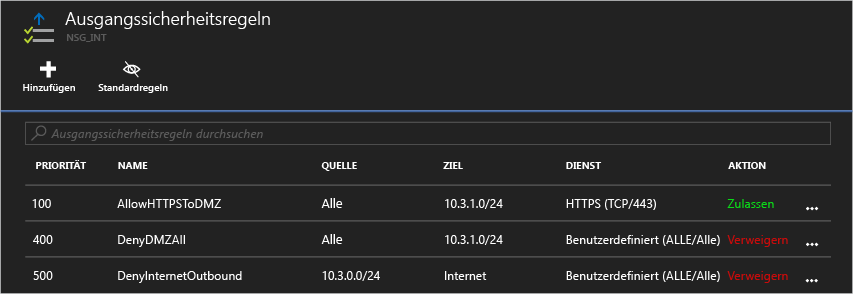 Ausgangssicherheitsregeln
NSG_INT
Hinzufügen Standardregeln
Ausgangssicherheitsregeln durchsuchen
PRIORITÄT NAME QUELLE ZIEL DIENST AKTION
100 AllowHTTPSToDMZ Alle 10.3.1.0/24 HTTPS (TCP/443) Zulassen ...
400 DenyDMZAll Alle 10.3.1.0/24 Benutzerdefiniert (ALLE/Alle) Verweigern ...
500 DenyInternetOutbound 10.3.0.0/24 Internet Benutzerdefiniert (ALLE/Alle) Verweigern ...